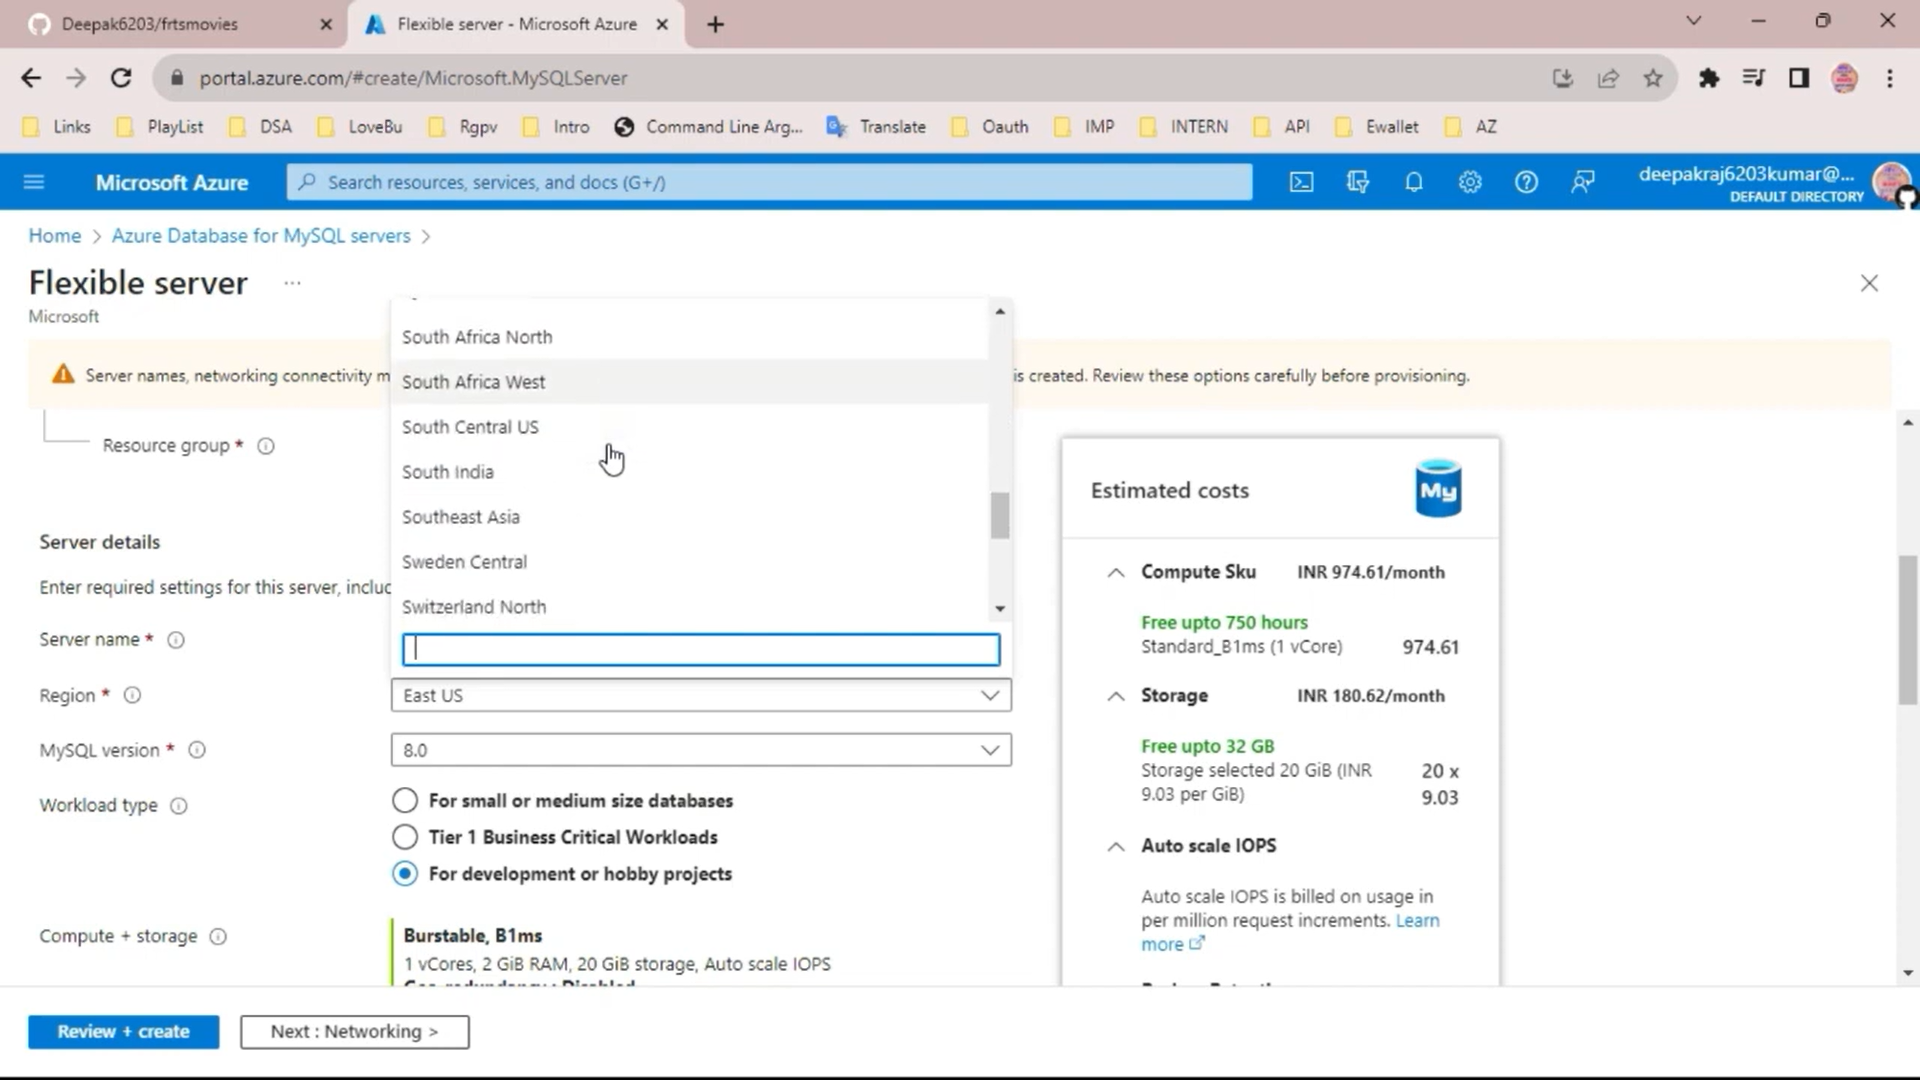 Deepak6203/frtsmovies
Flexible server - Microsoft Azure
portal.azure.com/#create/Microsoft.MySQLServer
Links PlayList DSA LoveBu Rgpv Intro Command Line Arg... Translate Oauth IMP INTERN API Ewallet AZ
Microsoft Azure
Search resources, services, and docs (G+/)
deepakraj6203kumar@...
DEFAULT DIRECTORY
Home > Azure Database for MySQL servers >
Flexible server ...
Microsoft
Server names, networking connectivity m
is created. Review these options carefully before provisioning.
Resource group *
Server details
Enter required settings for this server, includ
Server name *
South Africa North
South Africa West
South Central US
South India
Southeast Asia
Sweden Central
Switzerland North
Region *
East US
MySQL version *
8.0
Workload type
For small or medium size databases
Tier 1 Business Critical Workloads
For development or hobby projects
Compute + storage
Burstable, B1ms
1 vCores, 2 GiB RAM, 20 GiB storage, Auto scale IOPS
Estimated costs
My
Compute Sku INR 974.61/month
Free upto 750 hours
Standard_B1ms (1 vCore) 974.61
Storage INR 180.62/month
Free upto 32 GB
Storage selected 20 GiB (INR 20 x
9.03 per GiB) 9.03
Auto scale IOPS
Auto scale IOPS is billed on usage in
per million request increments. Learn
more
Review + create
Next : Networking >